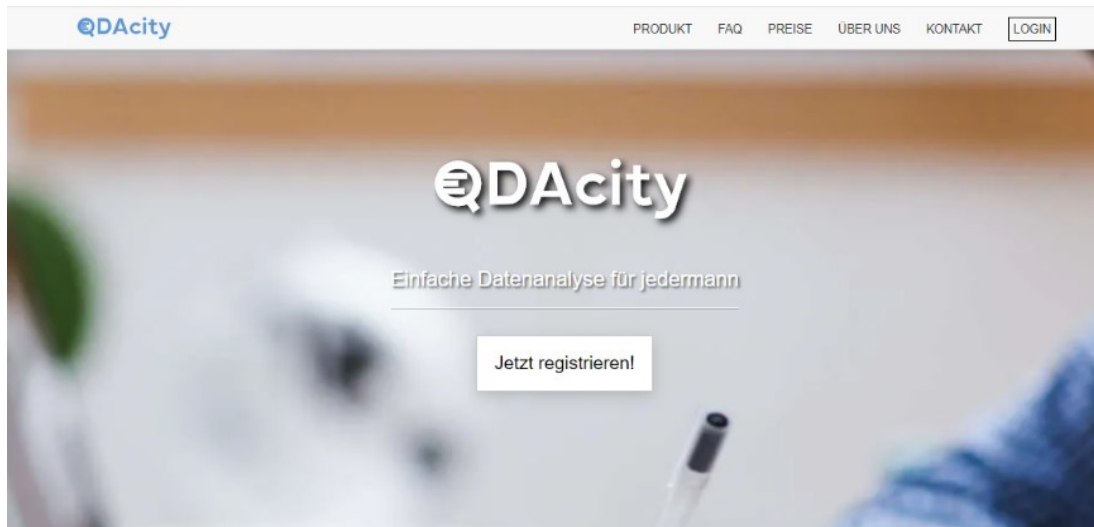 QDAcity
PRODUKT FAQ PREISE ÜBER UNS KONTAKT LOGIN
QDAcity
Einfache Datenanalyse für jedermann
Jetzt registrieren!